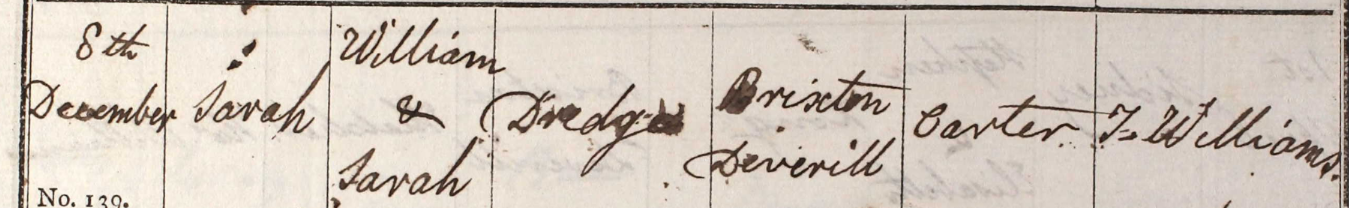 8th
December
Sarah
William
&
Sarah
Dredge
Brixton
Deverill
Carter
T. Williams.
No. 139.